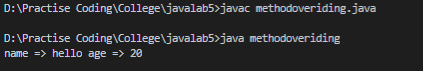 D:\Practise Coding\College\javalab5>javac methodoveriding.java
D:\Practise Coding\College\javalab5>java methodoveriding
name => hello age => 20